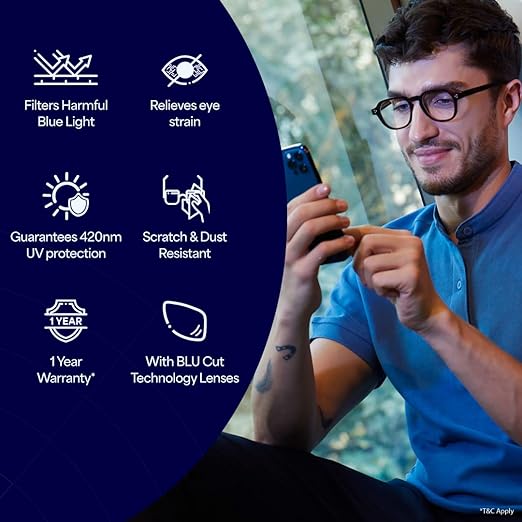 Filters Harmful
Blue Light
Relieves eye
strain
Guarantees 420nm
UV protection
Scratch & Dust
Resistant
1 YEAR
1 Year
Warranty*
With BLU Cut
Technology Lenses
*T&C Apply